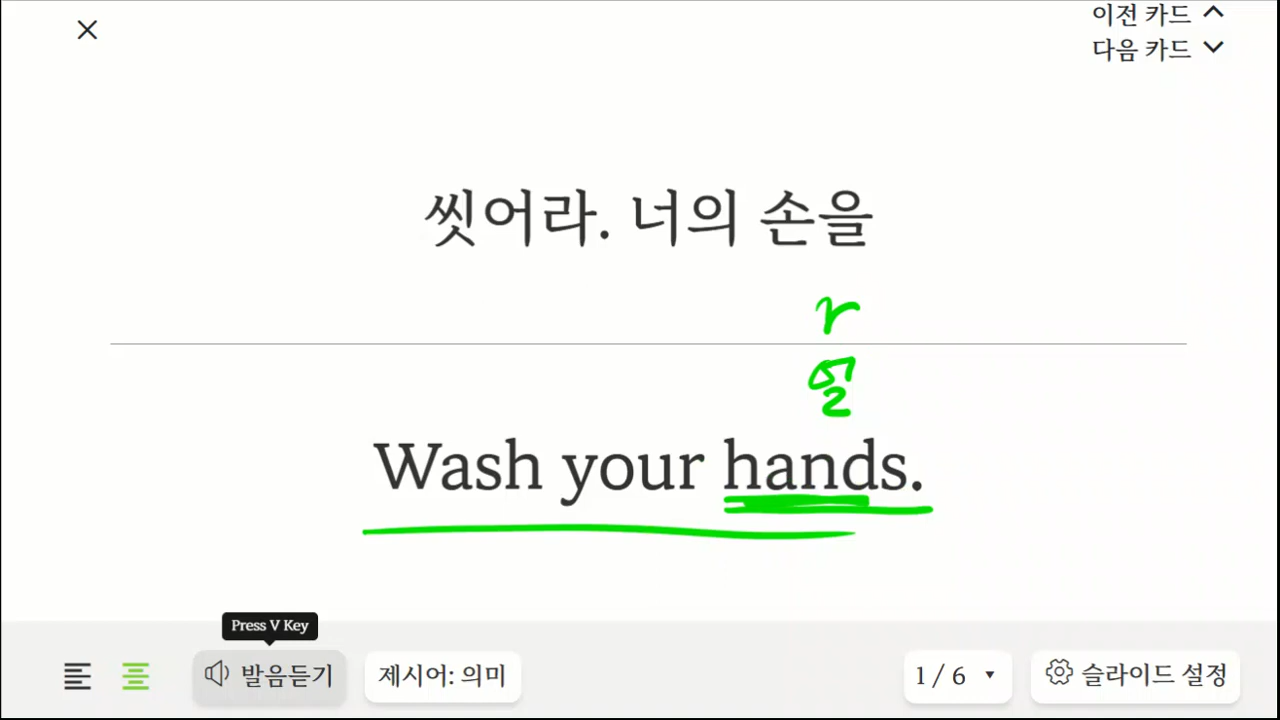 이전 카드
다음 카드
씻어라. 너의 손을
r
Wash your hands.
Press V Key
발음듣기
제시어: 의미
1 / 6
슬라이드 설정